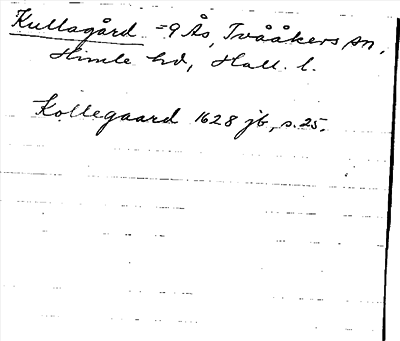 Kullagård =9 Ås, Tvååkers sn,
Himle hd, Hall. l.
Kollegaard 1628 jb, s. 25.